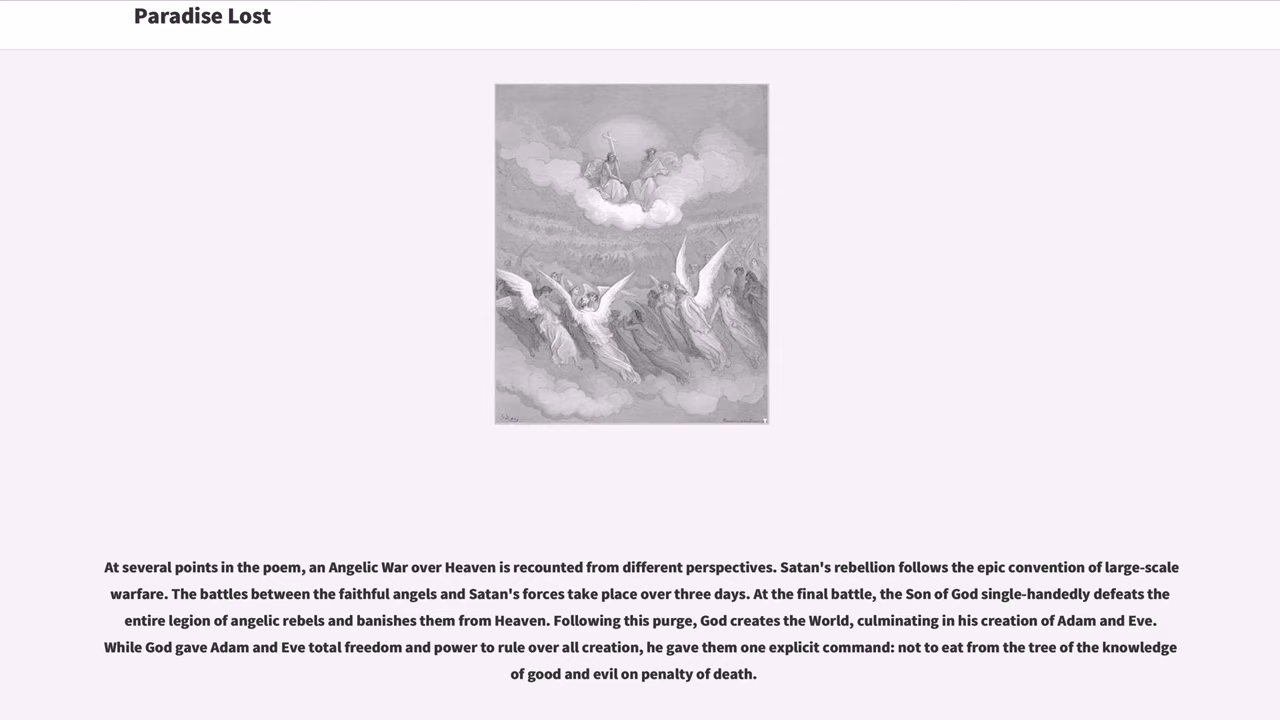 Paradise Lost
At several points in the poem, an Angelic War over Heaven is recounted from different perspectives. Satan's rebellion follows the epic convention of large-scale
warfare. The battles between the faithful angels and Satan's forces take place over three days. At the final battle, the Son of God single-handedly defeats the
entire legion of angelic rebels and banishes them from Heaven. Following this purge, God creates the World, culminating in his creation of Adam and Eve.
While God gave Adam and Eve total freedom and power to rule over all creation, he gave them one explicit command: not to eat from the tree of the knowledge
of good and evil on penalty of death.